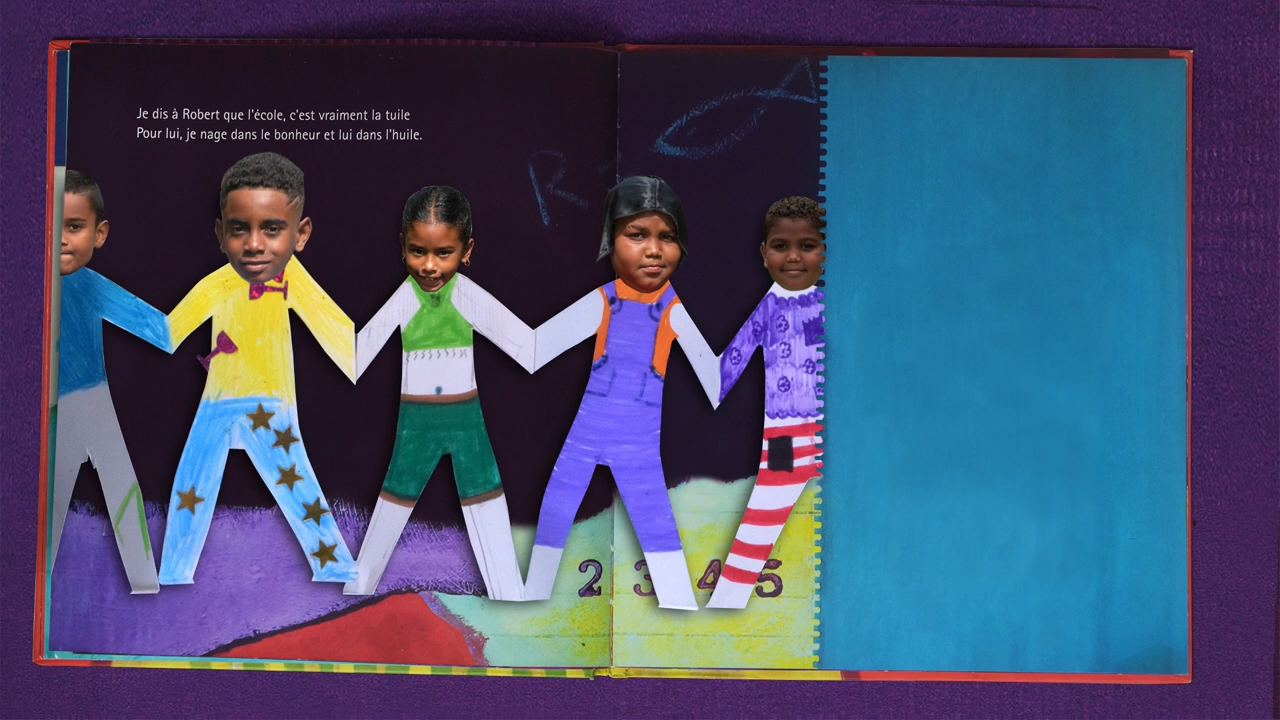 Je dis à Robert que l'école, c'est vraiment la tuile
Pour lui, je nage dans le bonheur et lui dans l'huile.
R
2 3 4 5